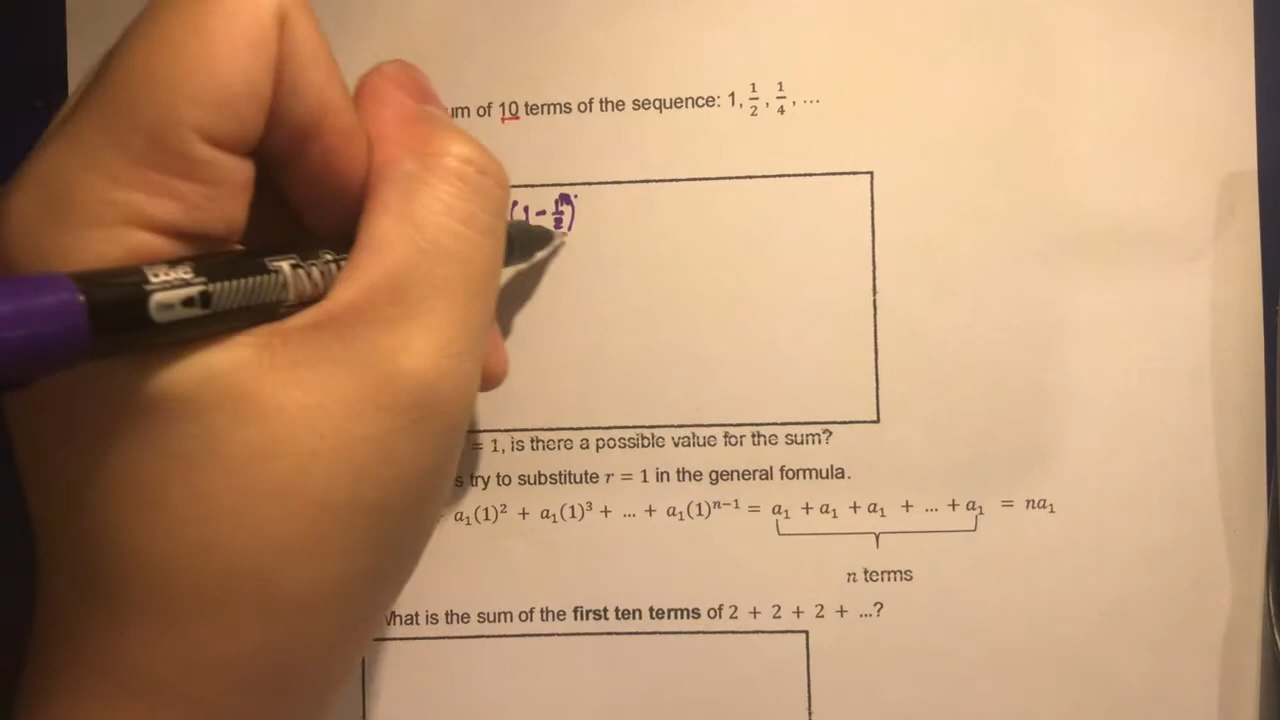 of 10 terms of the sequence: 1, 1/2, 1/4, ...
(1 - 1/2
= 1, is there a possible value for the sum?
try to substitute r = 1 in the general formula.
a₁(1)² + a₁(1)³ + ... + a₁(1)ⁿ⁻¹ = a₁ + a₁ + a₁ + ... + a₁ = na₁
n terms
What is the sum of the first ten terms of 2 + 2 + 2 + ...?